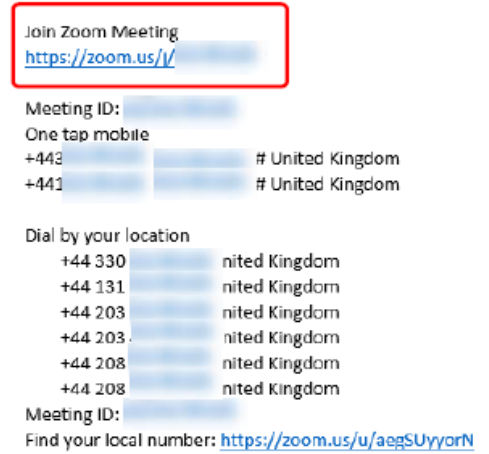 Join Zoom Meeting
https://zoom.us/j/
Meeting ID:
One tap mobile
+443 # United Kingdom
+441 # United Kingdom
Dial by your location
+44 330 nited Kingdom
+44 131 nited Kingdom
+44 203 nited Kingdom
+44 203 nited Kingdom
+44 208 nited Kingdom
+44 208 nited Kingdom
Meeting ID:
Find your local number: https://zoom.us/u/aegSUyyorN